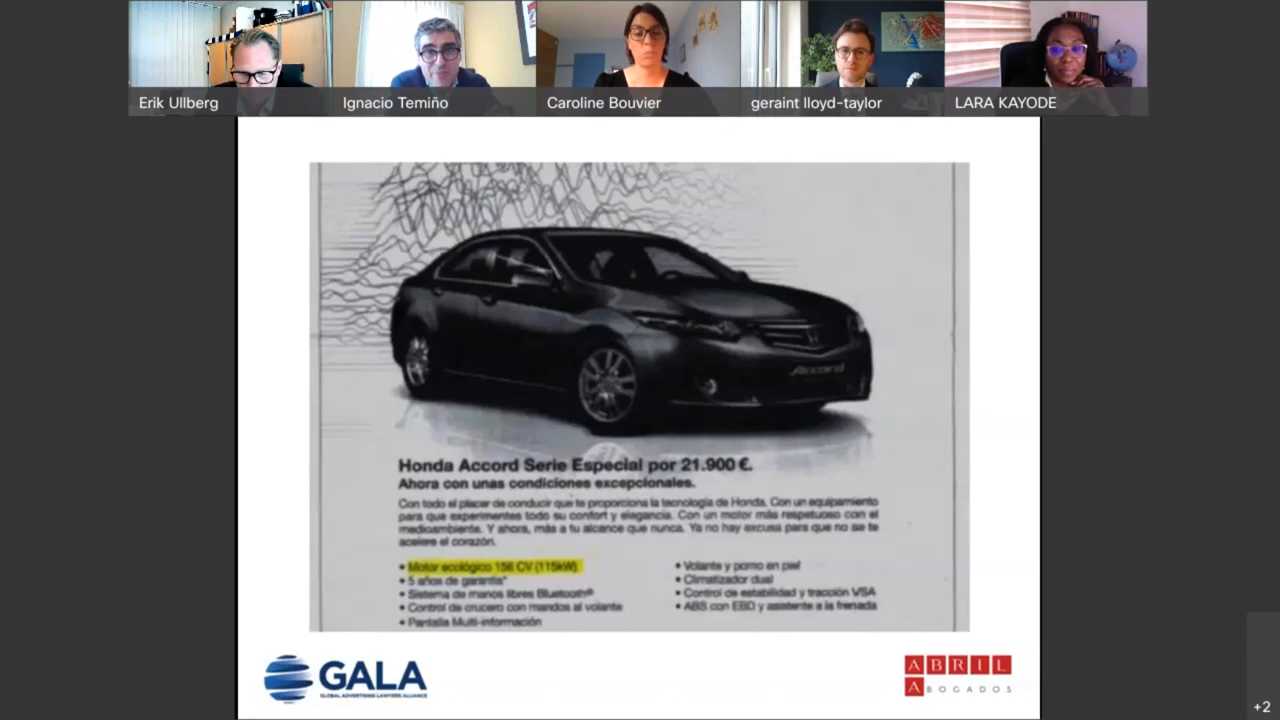 Erik Ullberg
Ignacio Temiño
Caroline Bouvier
geraint lloyd-taylor
LARA KAYODE
Accord
Honda Accord Serie Especial por 21.900 €.
Ahora con unas condiciones excepcionales.
Con todo el placer de conducir que te proporciona la tecnología de Honda. Con un equipamiento
para que experimentes todo su confort y elegancia. Con un motor más respetuoso con el
medioambiente. Y ahora, más a tu alcance que nunca. Ya no hay excusa para que no se te
acelere el corazón.
• Motor ecológico 156 CV (115kW)
• 5 años de garantía*
• Sistema de manos libres Bluetooth®
• Control de crucero con mandos al volante
• Pantalla Multi-información
• Volante y pomo en piel
• Climatizador dual
• Control de estabilidad y tracción VSA
• ABS con EBD y asistente a la frenada
GALA
GLOBAL ADVERTISING LAWYERS ALLIANCE
ABRIL
ABOGADOS
+2